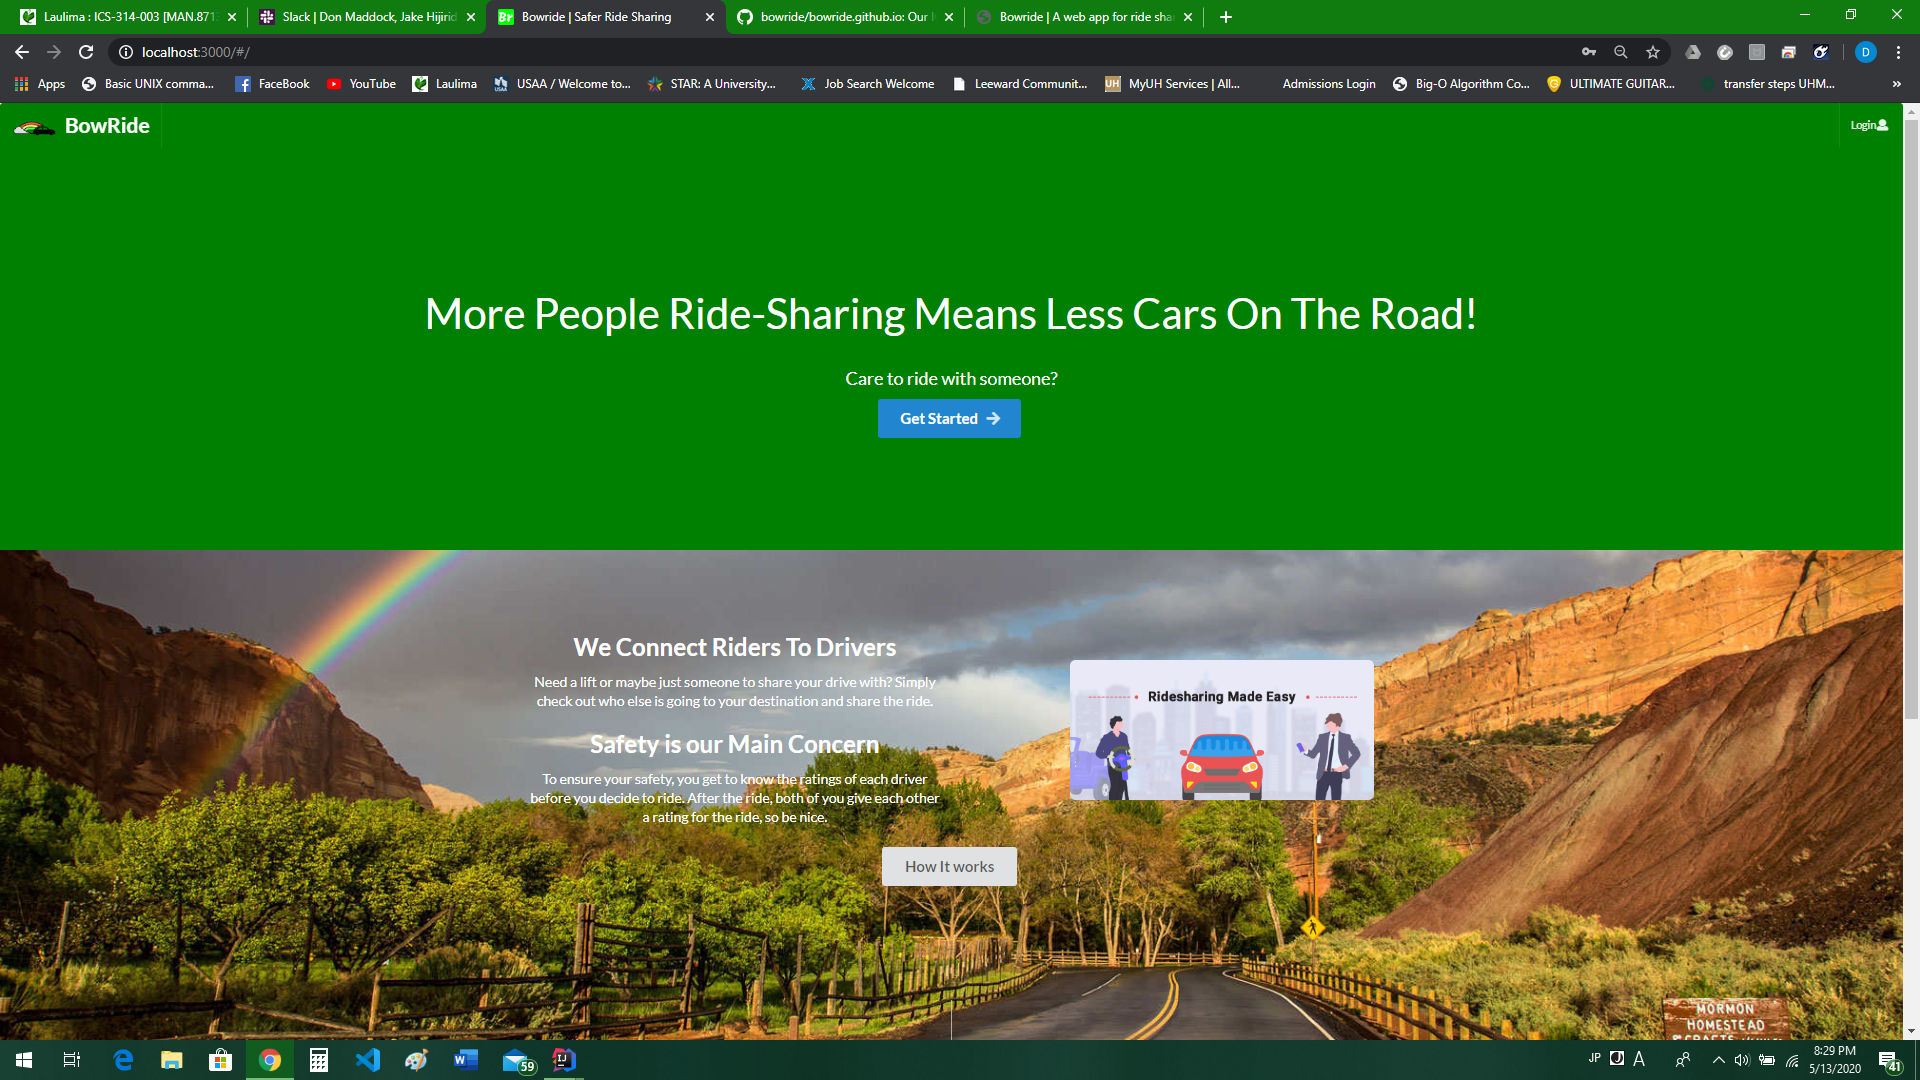 Laulima : ICS-314-003 [MAN.871
Slack | Don Maddock, Jake Hijirid
Br Bowride | Safer Ride Sharing
bowride/bowride.github.io: Our
Bowride | A web app for ride sha
localhost:3000/#/
D
Apps
Basic UNIX comma...
FaceBook
YouTube
Laulima
USAA / Welcome to...
STAR: A University...
Job Search Welcome
Leeward Communit...
UH MyUH Services | All...
Admissions Login
Big-O Algorithm Co...
ULTIMATE GUITAR...
transfer steps UHM...
BowRide
Login
More People Ride-Sharing Means Less Cars On The Road!
Care to ride with someone?
Get Started
We Connect Riders To Drivers
Need a lift or maybe just someone to share your drive with? Simply
check out who else is going to your destination and share the ride.
Safety is our Main Concern
To ensure your safety, you get to know the ratings of each driver
before you decide to ride. After the ride, both of you give each other
a rating for the ride, so be nice.
Ridesharing Made Easy
How It works
MORMON
HOMESTEAD
59
JP
A
8:29 PM
5/13/2020
41